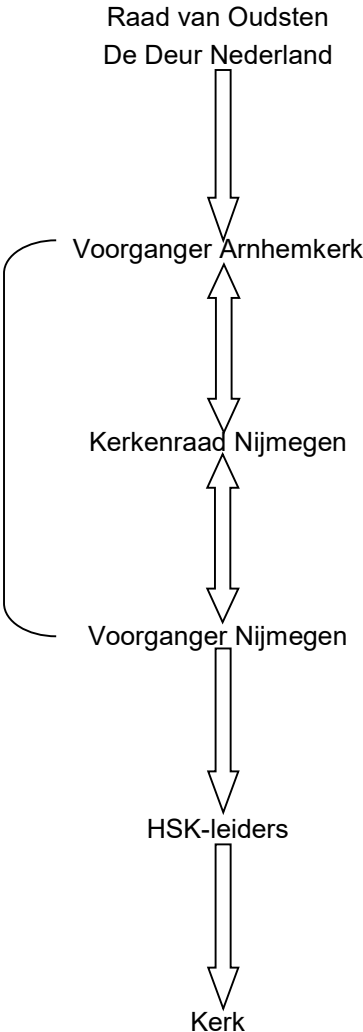 Raad van Oudsten
De Deur Nederland
Voorganger Arnhemkerk
Kerkenraad Nijmegen
Voorganger Nijmegen
HSK-leiders
Kerk